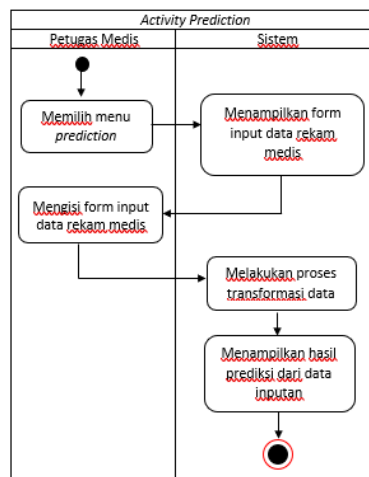 Activity Prediction
Petugas Medis
Sistem
Memilih menu
prediction
Menampilkan form
input data rekam
medis
Mengisi form input
data rekam medis
Melakukan proses
transformasi data
Menampilkan hasil
prediksi dari data
inputan